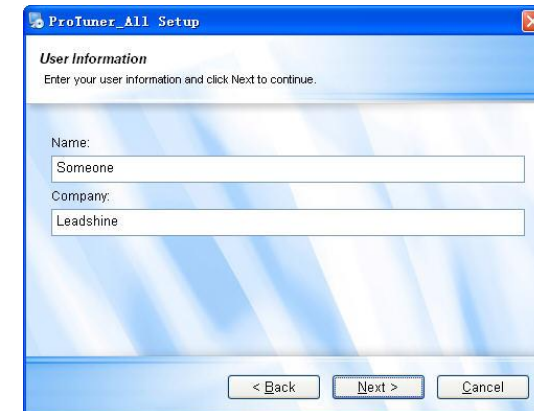 ProTuner_All Setup
User Information
Enter your user information and click Next to continue.
Name:
Someone
Company:
Leadshine
< Back Next > Cancel